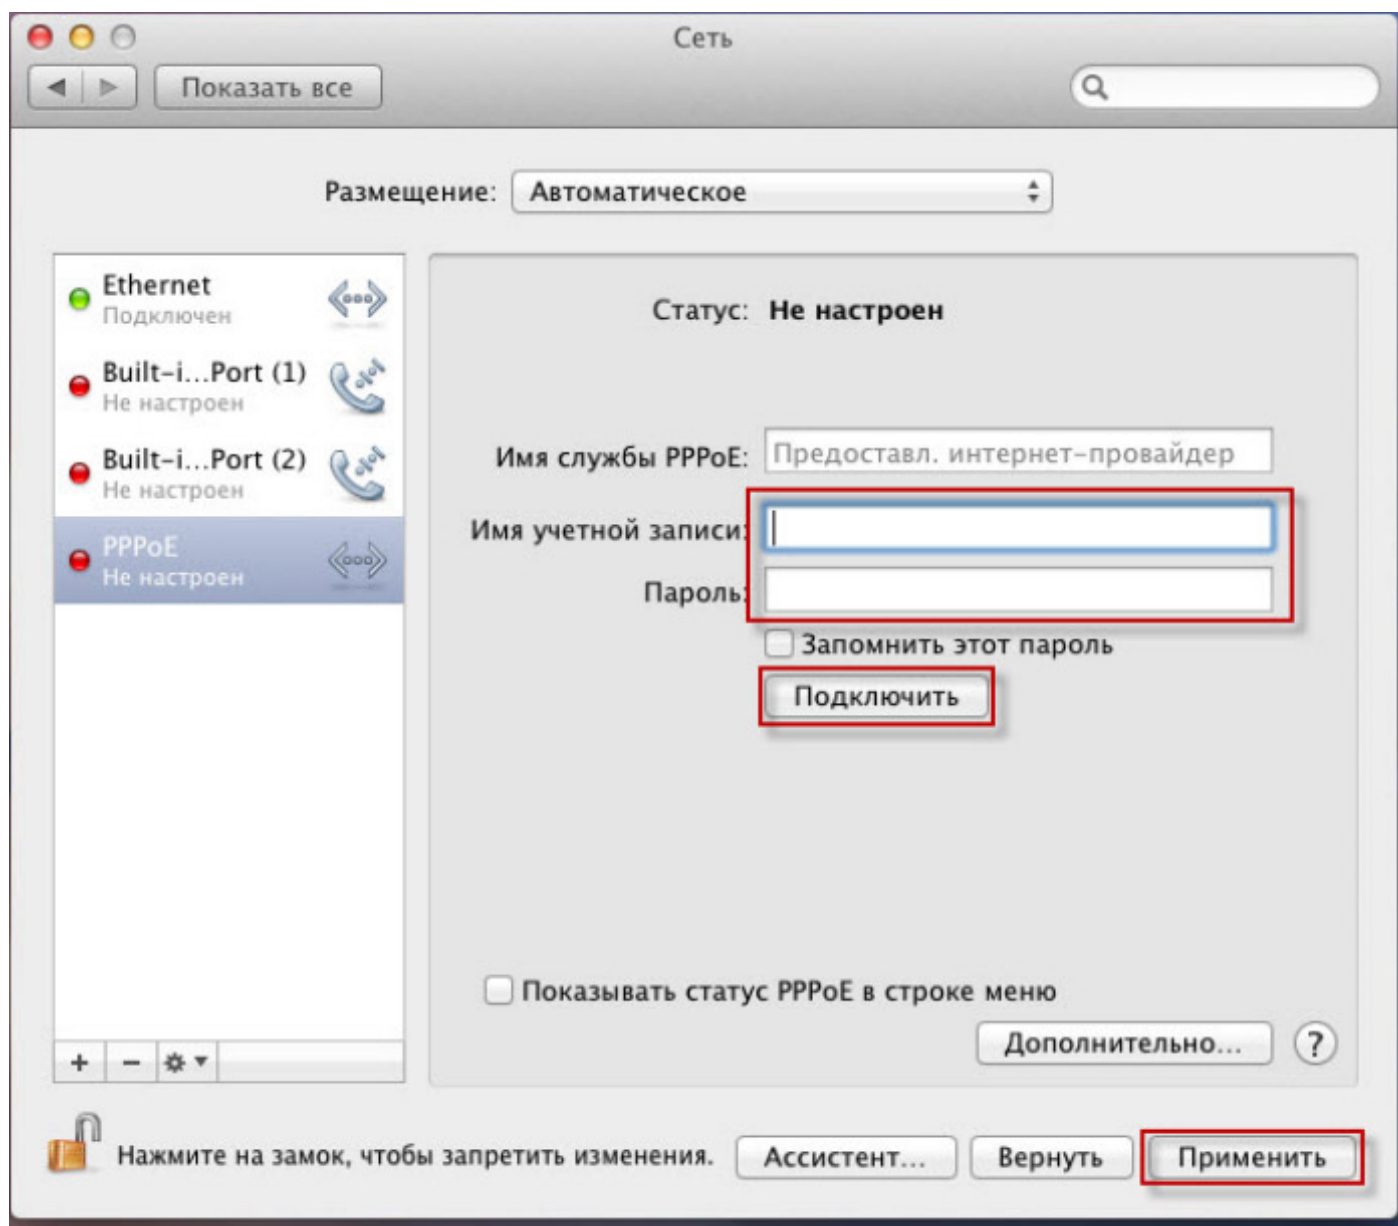 Сеть
Показать все
Размещение: Автоматическое
Ethernet
Подключен
Built-i...Port (1)
Не настроен
Built-i...Port (2)
Не настроен
PPPoE
Не настроен
Статус: Не настроен
Имя службы PPPoE: Предоставл. интернет-провайдер
Имя учетной записи:
Пароль:
Запомнить этот пароль
Подключить
Показывать статус PPPoE в строке меню
Дополнительно... ?
Нажмите на замок, чтобы запретить изменения. Ассистент... Вернуть Применить